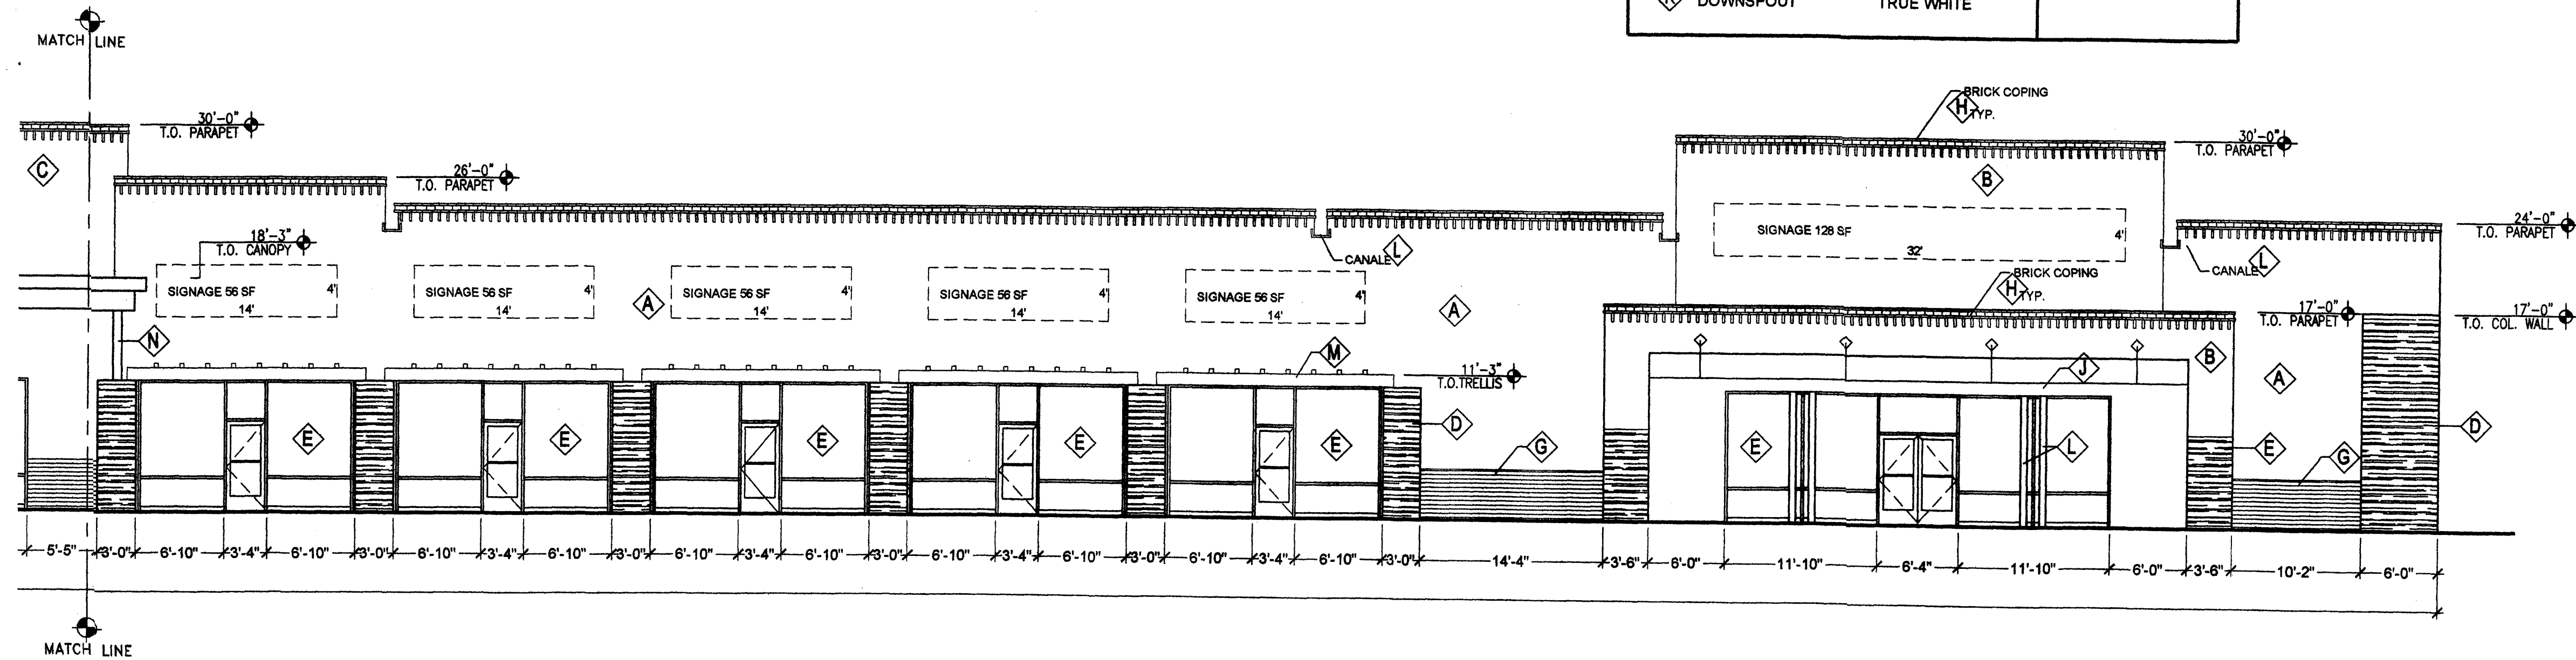 K DOWNSPOUT TRUE WHITE
MATCH LINE
BRICK COPING
H TYP.
30'-0"
T.O. PARAPET
30'-0"
T.O. PARAPET
C
26'-0"
T.O. PARAPET
B
24'-0"
T.O. PARAPET
SIGNAGE 128 SF
4'
32'
18'-3"
T.O. CANOPY
CANALE L
CANALE L
BRICK COPING
H TYP.
SIGNAGE 56 SF 4'
14'
SIGNAGE 56 SF 4'
14'
A
SIGNAGE 56 SF 4'
14'
SIGNAGE 56 SF 4'
14'
SIGNAGE 56 SF 4'
14'
A
17'-0"
T.O. PARAPET
17'-0"
T.O. COL. WALL
N
M
B
J
A
11'-3"
T.O.TRELLIS
D
D
E
E
E
E
E
G
E
L
E
G
5'-5" 3'-0" 6'-10" 3'-4" 6'-10" 3'-0" 6'-10" 3'-4" 6'-10" 3'-0" 6'-10" 3'-4" 6'-10" 3'-0" 6'-10" 3'-4" 6'-10" 3'-0" 6'-10" 3'-4" 6'-10" 3'-0" 14'-4" 3'-6" 6'-0" 11'-10" 6'-4" 11'-10" 6'-0" 3'-6" 10'-2" 6'-0"
MATCH LINE